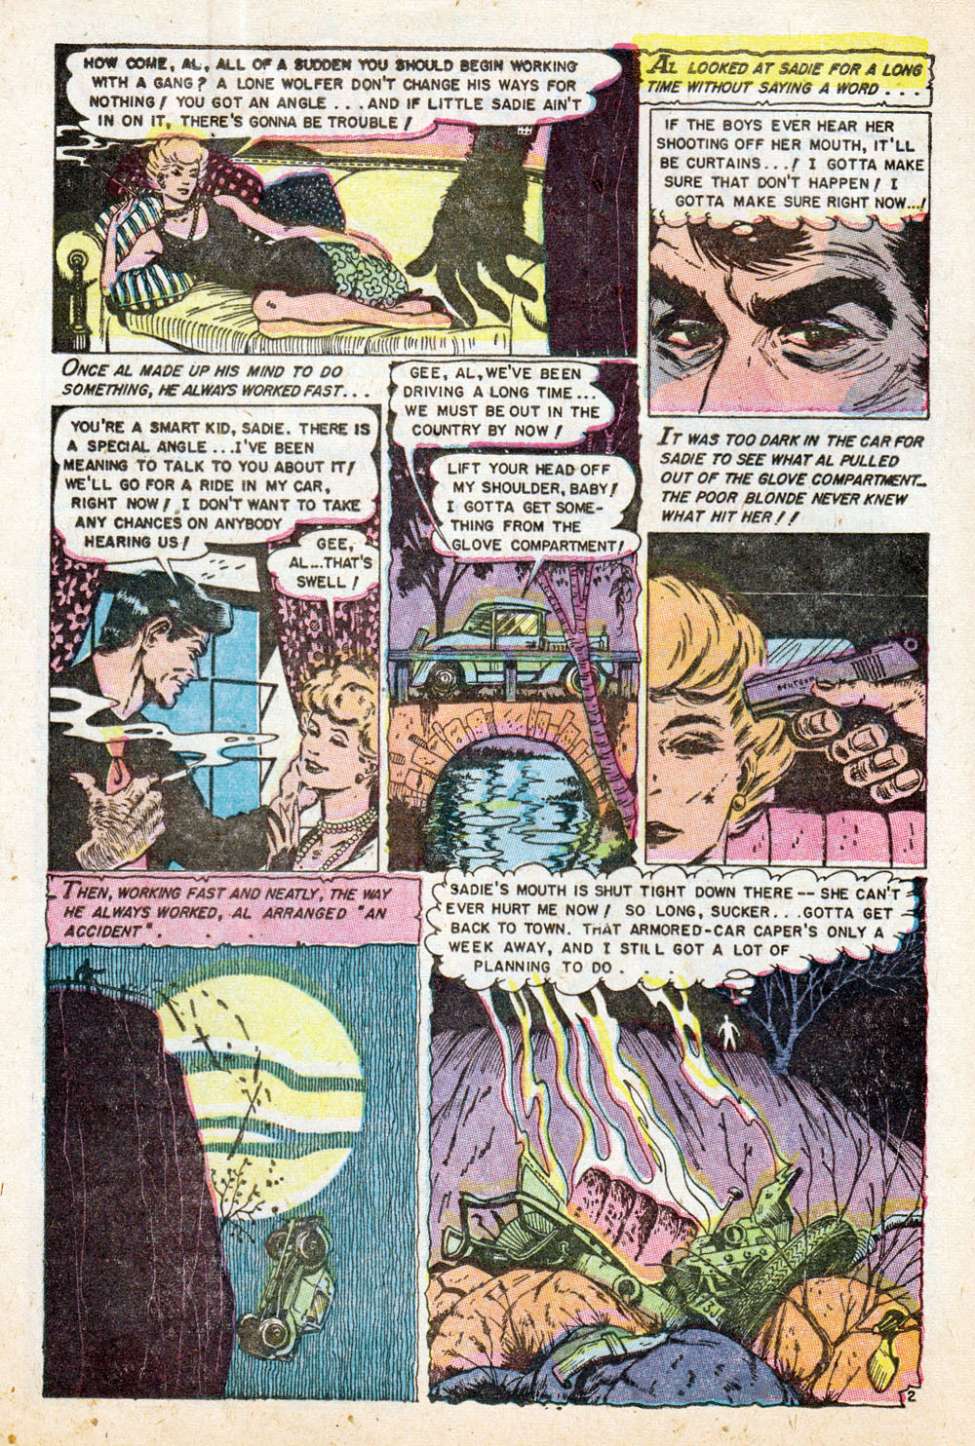 HOW COME, AL, ALL OF A SUDDEN YOU SHOULD BEGIN WORKING
WITH A GANG? A LONE WOLFER DON'T CHANGE HIS WAYS FOR
NOTHING! YOU GOT AN ANGLE ... AND IF LITTLE SADIE AIN'T
IN ON IT, THERE'S GONNA BE TROUBLE!
AL LOOKED AT SADIE FOR A LONG
TIME WITHOUT SAYING A WORD . . .
IF THE BOYS EVER HEAR HER
SHOOTING OFF HER MOUTH, IT'LL
BE CURTAINS...! I GOTTA MAKE
SURE THAT DON'T HAPPEN! I
GOTTA MAKE SURE RIGHT NOW...!
ONCE AL MADE UP HIS MIND TO DO
SOMETHING, HE ALWAYS WORKED FAST...
YOU'RE A SMART KID, SADIE. THERE IS
A SPECIAL ANGLE...I'VE BEEN
MEANING TO TALK TO YOU ABOUT IT!
WE'LL GO FOR A RIDE IN MY CAR,
RIGHT NOW! I DON'T WANT TO TAKE
ANY CHANCES ON ANYBODY
HEARING US!
GEE,
AL...THAT'S
SWELL!
GEE, AL, WE'VE BEEN
DRIVING A LONG TIME...
WE MUST BE OUT IN THE
COUNTRY BY NOW!
LIFT YOUR HEAD OFF
MY SHOULDER, BABY!
I GOTTA GET SOME-
THING FROM THE
GLOVE COMPARTMENT!
IT WAS TOO DARK IN THE CAR FOR
SADIE TO SEE WHAT AL PULLED
OUT OF THE GLOVE COMPARTMENT...
THE POOR BLONDE NEVER KNEW
WHAT HIT HER!!
THEN, WORKING FAST AND NEATLY, THE WAY
HE ALWAYS WORKED, AL ARRANGED "AN
ACCIDENT".
SADIE'S MOUTH IS SHUT TIGHT DOWN THERE -- SHE CAN'T
EVER HURT ME NOW! SO LONG, SUCKER...GOTTA GET
BACK TO TOWN. THAT ARMORED-CAR CAPER'S ONLY A
WEEK AWAY, AND I STILL GOT A LOT OF
PLANNING TO DO . . . .
2